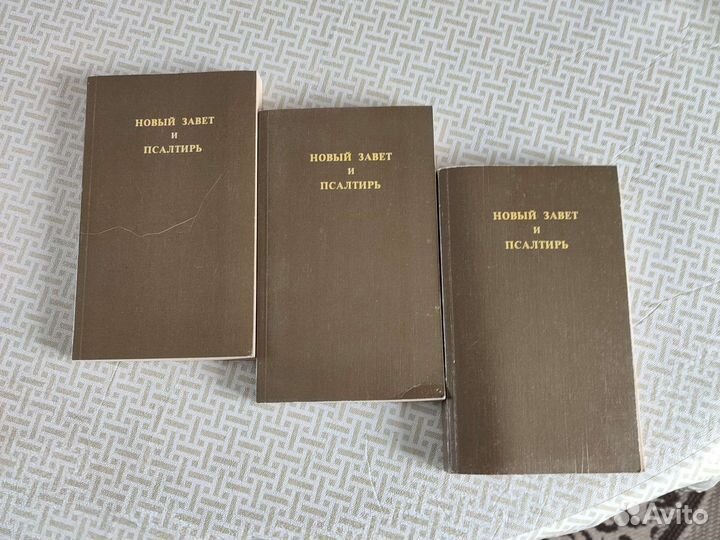 НОВЫЙ ЗАВЕТ
и
ПСАЛТИРЬ
НОВЫЙ ЗАВЕТ
и
ПСАЛТИРЬ
НОВЫЙ ЗАВЕТ
и
ПСАЛТИРЬ
Avito